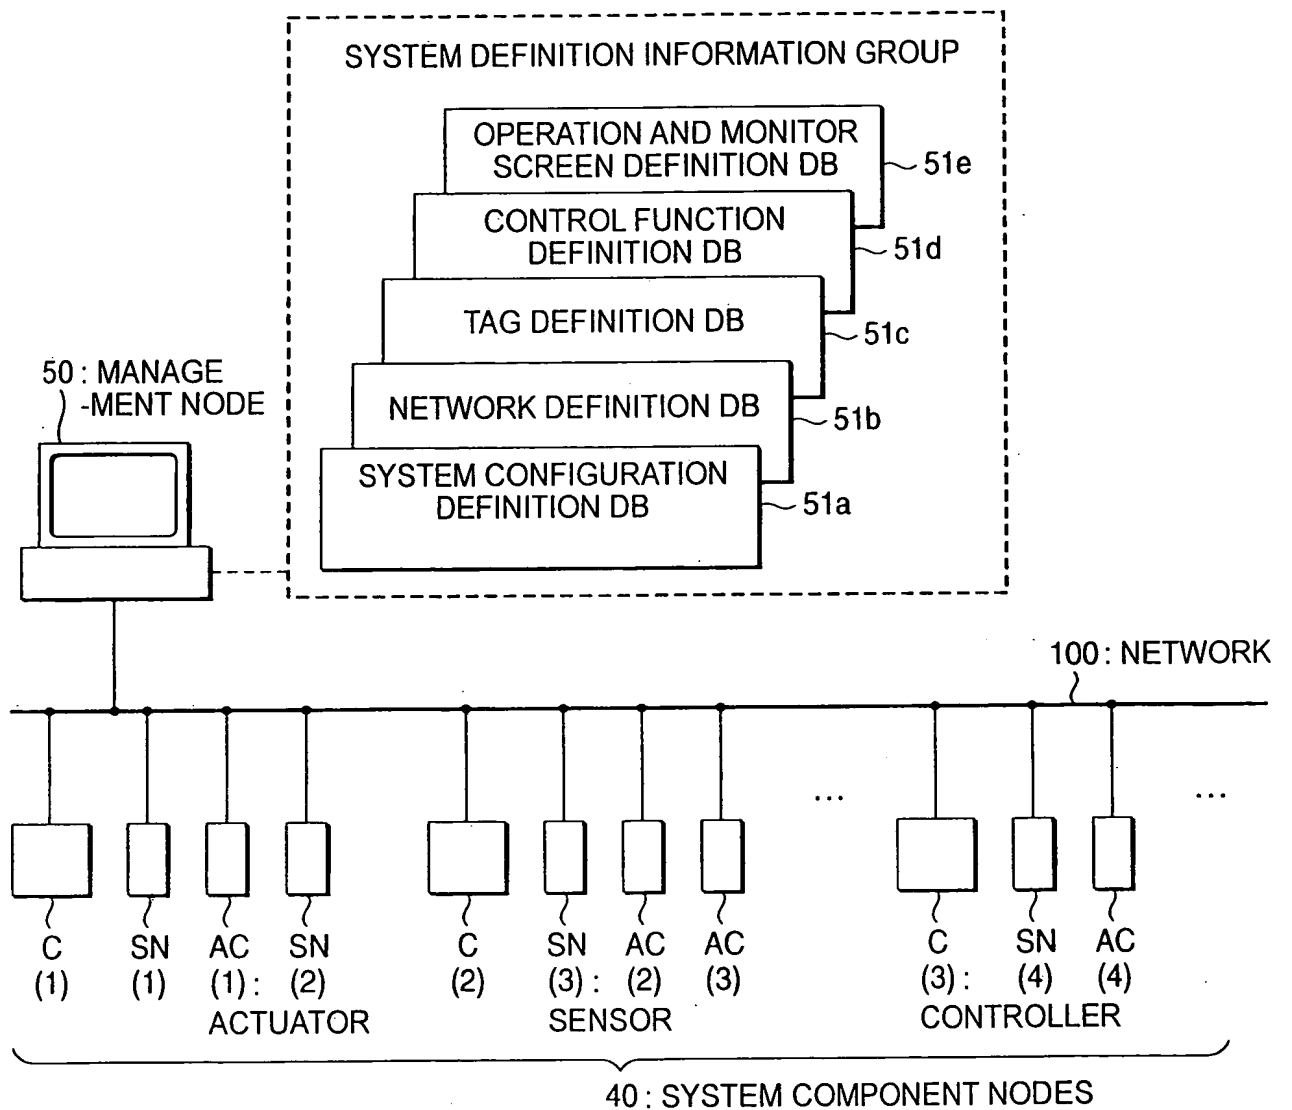 SYSTEM DEFINITION INFORMATION GROUP
OPERATION AND MONITOR
SCREEN DEFINITION DB
51e
CONTROL FUNCTION
DEFINITION DB
51d
TAG DEFINITION DB
51c
50 : MANAGE
-MENT NODE
NETWORK DEFINITION DB
51b
SYSTEM CONFIGURATION
DEFINITION DB
51a
100 : NETWORK
... ...
C SN AC SN C SN AC AC C SN AC
(1) (1) (1) : (2) (2) (3) : (2) (3) (3) : (4) (4)
ACTUATOR SENSOR CONTROLLER
40 : SYSTEM COMPONENT NODES